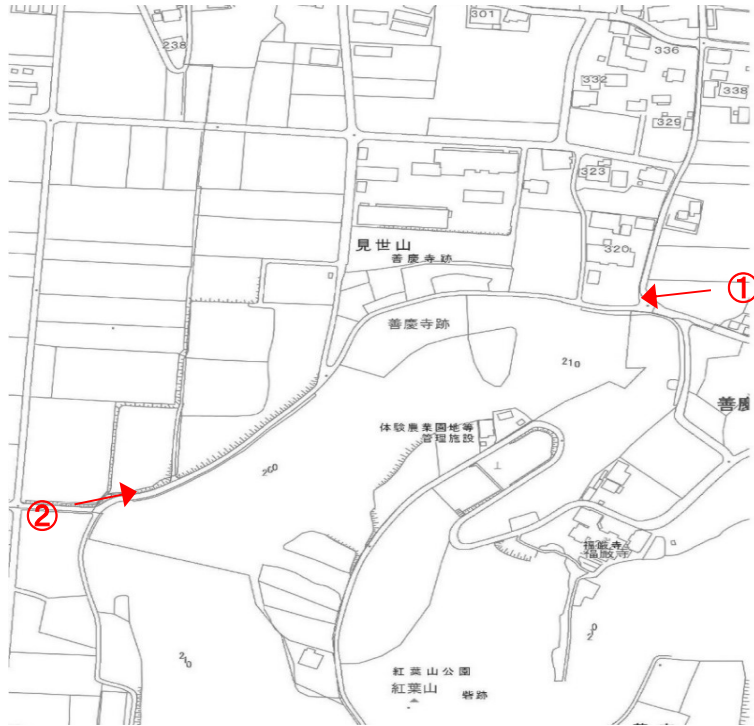 301
238
336
332
338
329
323
見世山
320
善慶寺跡
①
善慶寺跡
210
善慶
体験農業園地等
管理施設
200
②
福厳寺
福厳寺
210
紅葉山公園
紅葉山
砦跡